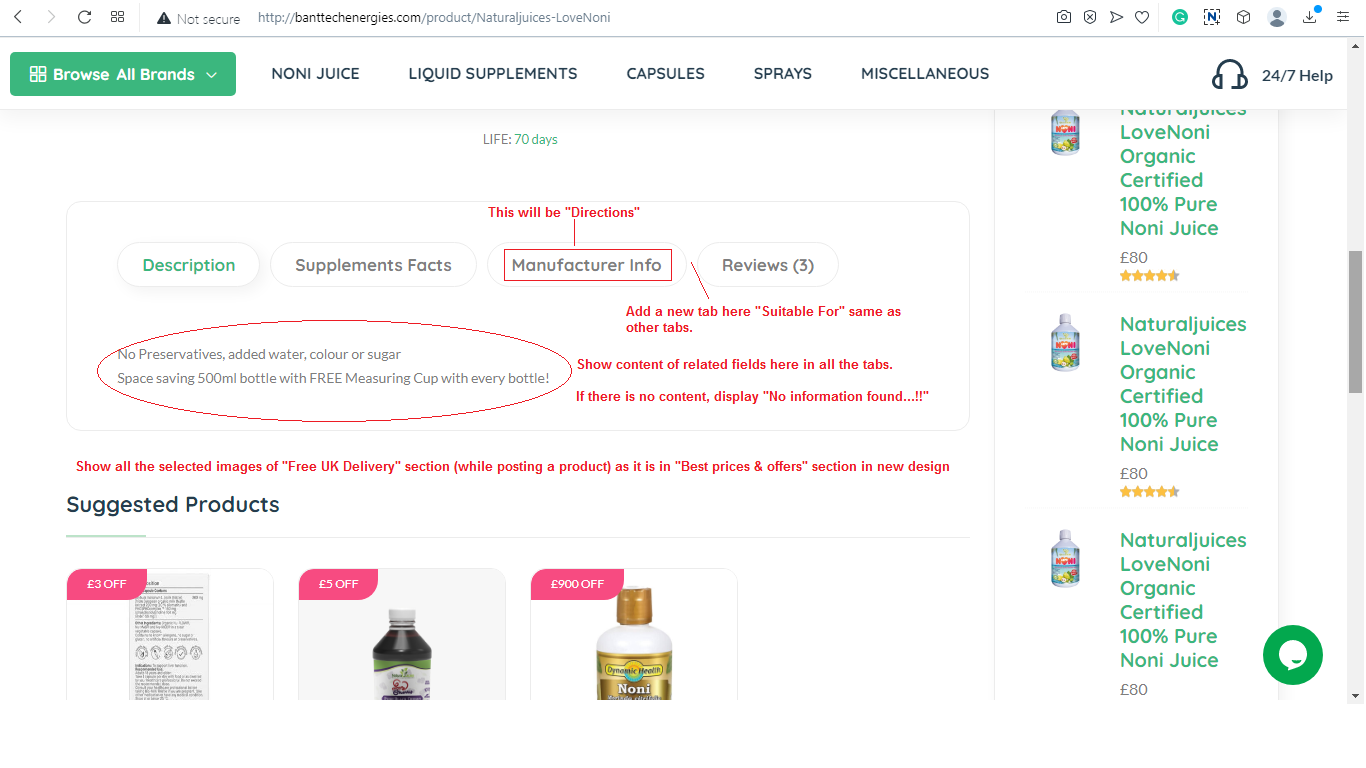 Not secure
http://banttechenergies.com/product/Naturaljuices-LoveNoni
Browse All Brands
NONI JUICE
LIQUID SUPPLEMENTS
CAPSULES
SPRAYS
MISCELLANEOUS
24/7 Help
LIFE: 70 days
This will be "Directions"
Description
Supplements Facts
Manufacturer Info
Reviews (3)
Add a new tab here "Suitable For" same as
other tabs.
No Preservatives, added water, colour or sugar
Space saving 500ml bottle with FREE Measuring Cup with every bottle!
Show content of related fields here in all the tabs.
If there is no content, display "No information found...!!"
Show all the selected images of "Free UK Delivery" section (while posting a product) as it is in "Best prices & offers" section in new design
Suggested Products
£3 OFF
£5 OFF
£900 OFF
Dynamic Health
Noni
Naturaljuices
LoveNoni
Organic
Certified
100% Pure
Noni Juice
£80
NONI
Naturaljuices
LoveNoni
Organic
Certified
100% Pure
Noni Juice
£80
NONI
Naturaljuices
LoveNoni
Organic
Certified
100% Pure
Noni Juice
£80
NONI